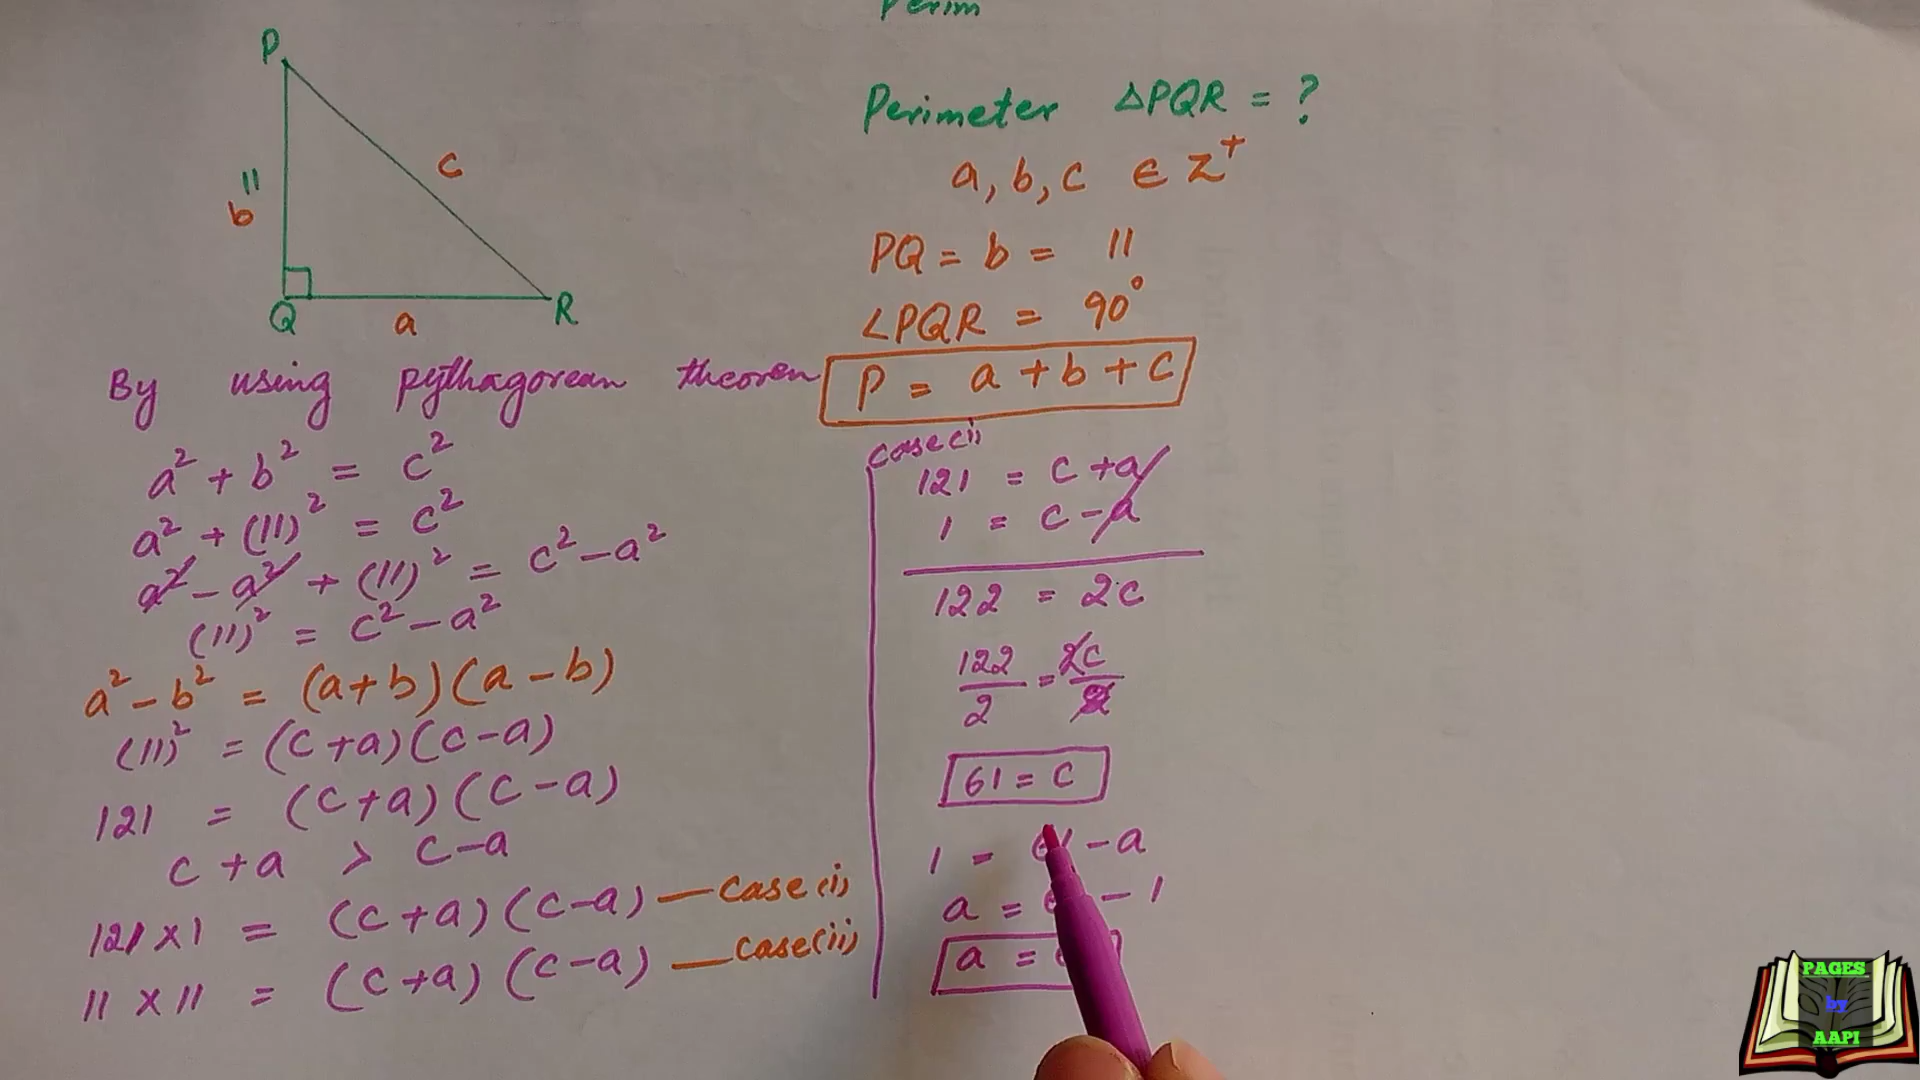 Perim
P
c
11
b
Q
a
R
Perimeter △PQR = ?
a, b, c ∈ Z⁺
PQ = b = 11
∠PQR = 90°
P = a + b + c
By using pythagorean theorem
a² + b² = c²
a² + (11)² = c²
a² - a² + (11)² = c² - a²
(11)² = c² - a²
a² - b² = (a + b) (a - b)
(11)² = (c + a) (c - a)
121 = (c + a) (c - a)
c + a > c - a
121 x 1 = (c + a) (c - a) — Case (i)
11 x 11 = (c + a) (c - a) — Case (ii)
case (i)
121 = c + a
1 = c - a
122 = 2c
122/2 = 2c/2
61 = c
1 = 61 - a
a = - 1
a =
PAGES
by
AAPI